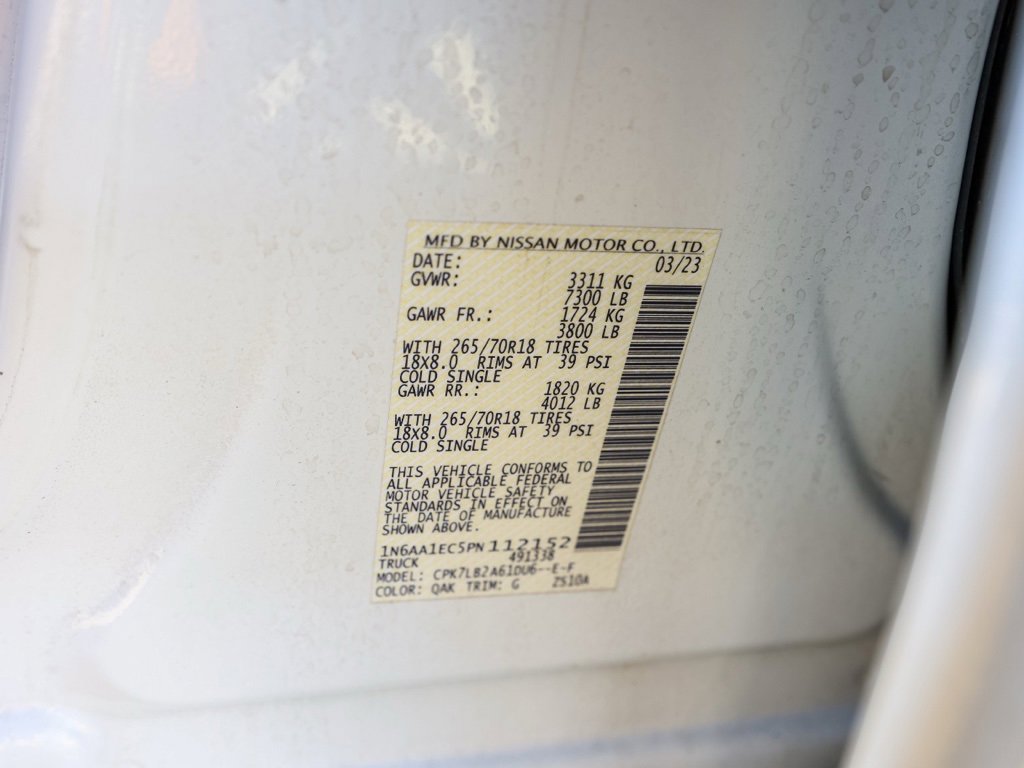 MFD BY NISSAN MOTOR CO., LTD.
DATE: 03/23
GVWR: 3311 KG
7300 LB
GAWR FR.: 1724 KG
3800 LB
WITH 265/70R18 TIRES
18X8.0 RIMS AT 39 PSI
COLD SINGLE
GAWR RR.: 1820 KG
4012 LB
WITH 265/70R18 TIRES
18X8.0 RIMS AT 39 PSI
COLD SINGLE
THIS VEHICLE CONFORMS TO
ALL APPLICABLE FEDERAL
MOTOR VEHICLE SAFETY
STANDARDS IN EFFECT ON
THE DATE OF MANUFACTURE
SHOWN ABOVE.
1N6AA1EC5PN112152
TRUCK 491338
MODEL: CPK7LB2A61DU6--E-F
COLOR: QAK TRIM: G ZS10A